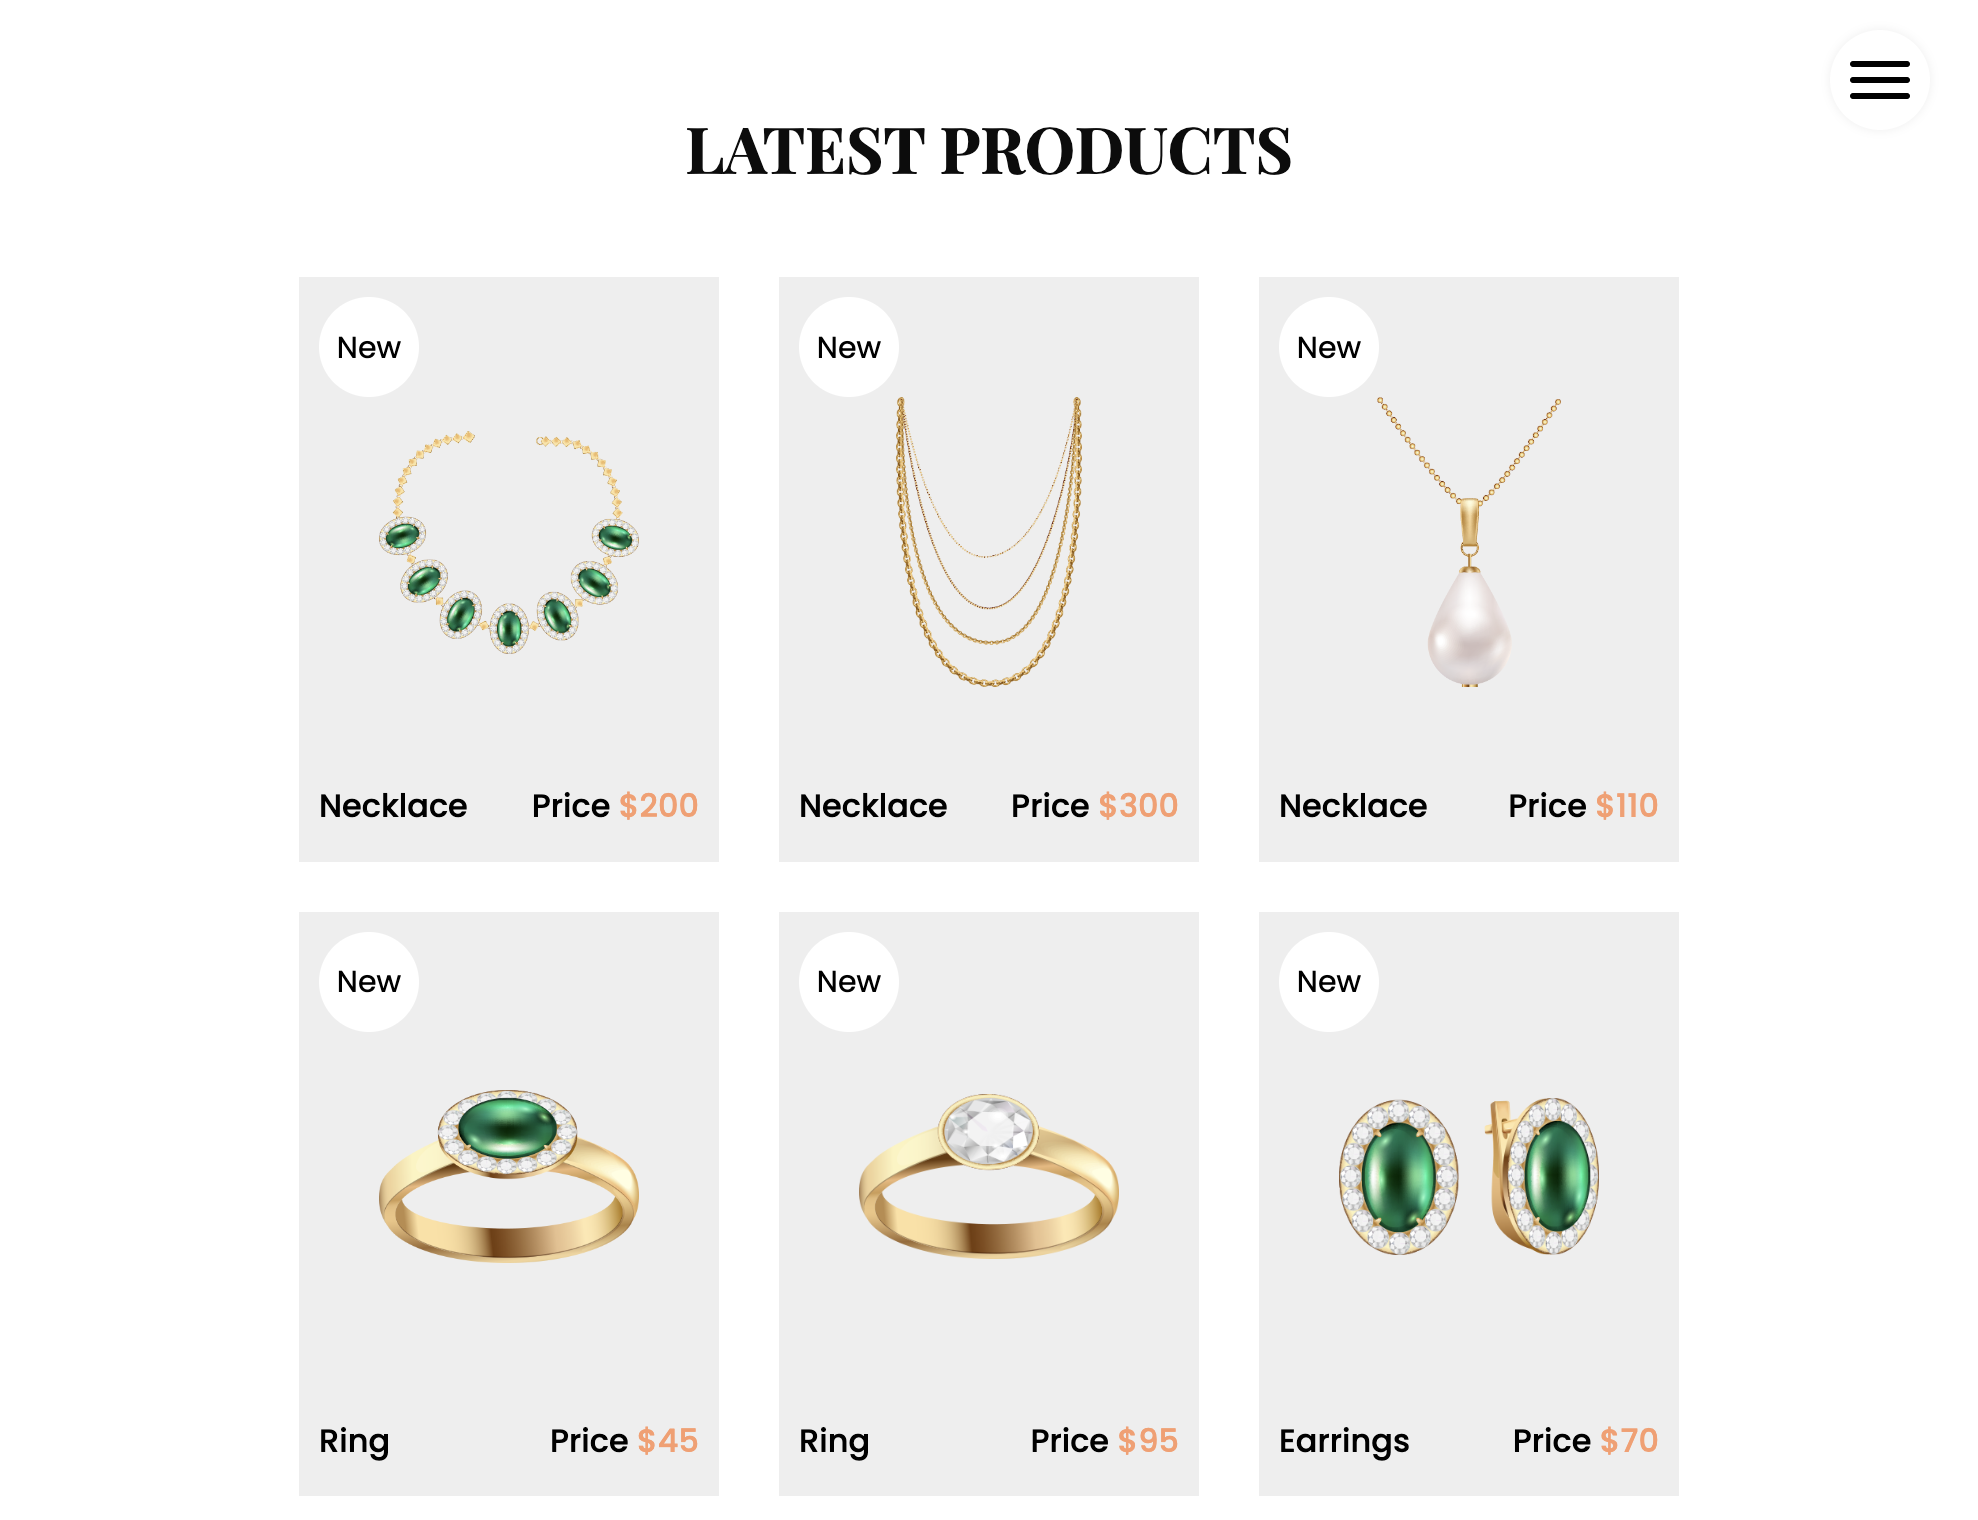 LATEST PRODUCTS
New
New
New
Necklace Price $200
Necklace Price $300
Necklace Price $110
New
New
New
Ring Price $45
Ring Price $95
Earrings Price $70